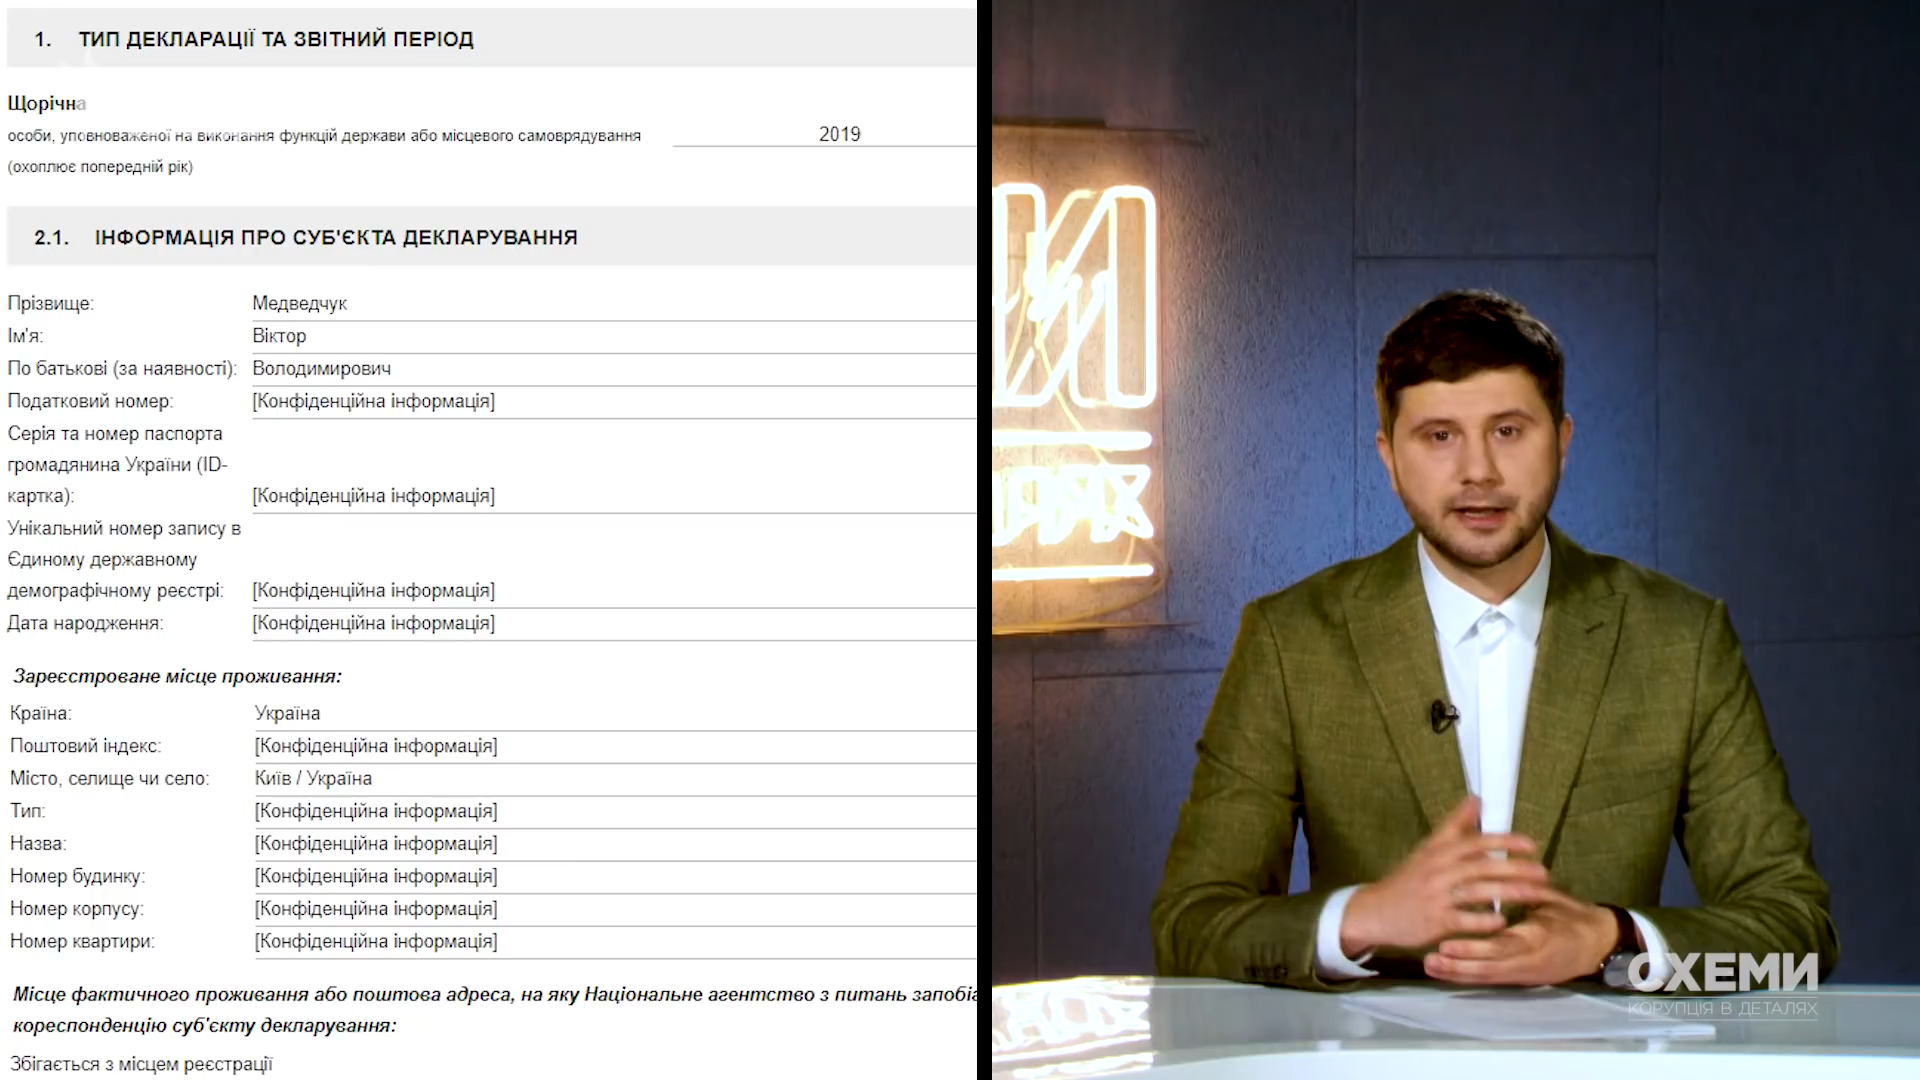 1. ТИП ДЕКЛАРАЦІЇ ТА ЗВІТНИЙ ПЕРІОД
Щорічна
особи, уповноваженої на виконання функцій держави або місцевого самоврядування 2019
(охоплює попередній рік)
2.1. ІНФОРМАЦІЯ ПРО СУБ'ЄКТА ДЕКЛАРУВАННЯ
Прізвище: Медведчук
Ім'я: Віктор
По батькові (за наявності): Володимирович
Податковий номер: [Конфіденційна інформація]
Серія та номер паспорта
громадянина України (ID-
картка): [Конфіденційна інформація]
Унікальний номер запису в
Єдиному державному
демографічному реєстрі: [Конфіденційна інформація]
Дата народження: [Конфіденційна інформація]
Зареєстроване місце проживання:
Країна: Україна
Поштовий індекс: [Конфіденційна інформація]
Місто, селище чи село: Київ / Україна
Тип: [Конфіденційна інформація]
Назва: [Конфіденційна інформація]
Номер будинку: [Конфіденційна інформація]
Номер корпусу: [Конфіденційна інформація]
Номер квартири: [Конфіденційна інформація]
Місце фактичного проживання або поштова адреса, на яку Національне агентство з питань запобіг
кореспонденцію суб'єкту декларування:
Збігається з місцем реєстрації
СХЕМИ
КОРУПЦІЯ В ДЕТАЛЯХ